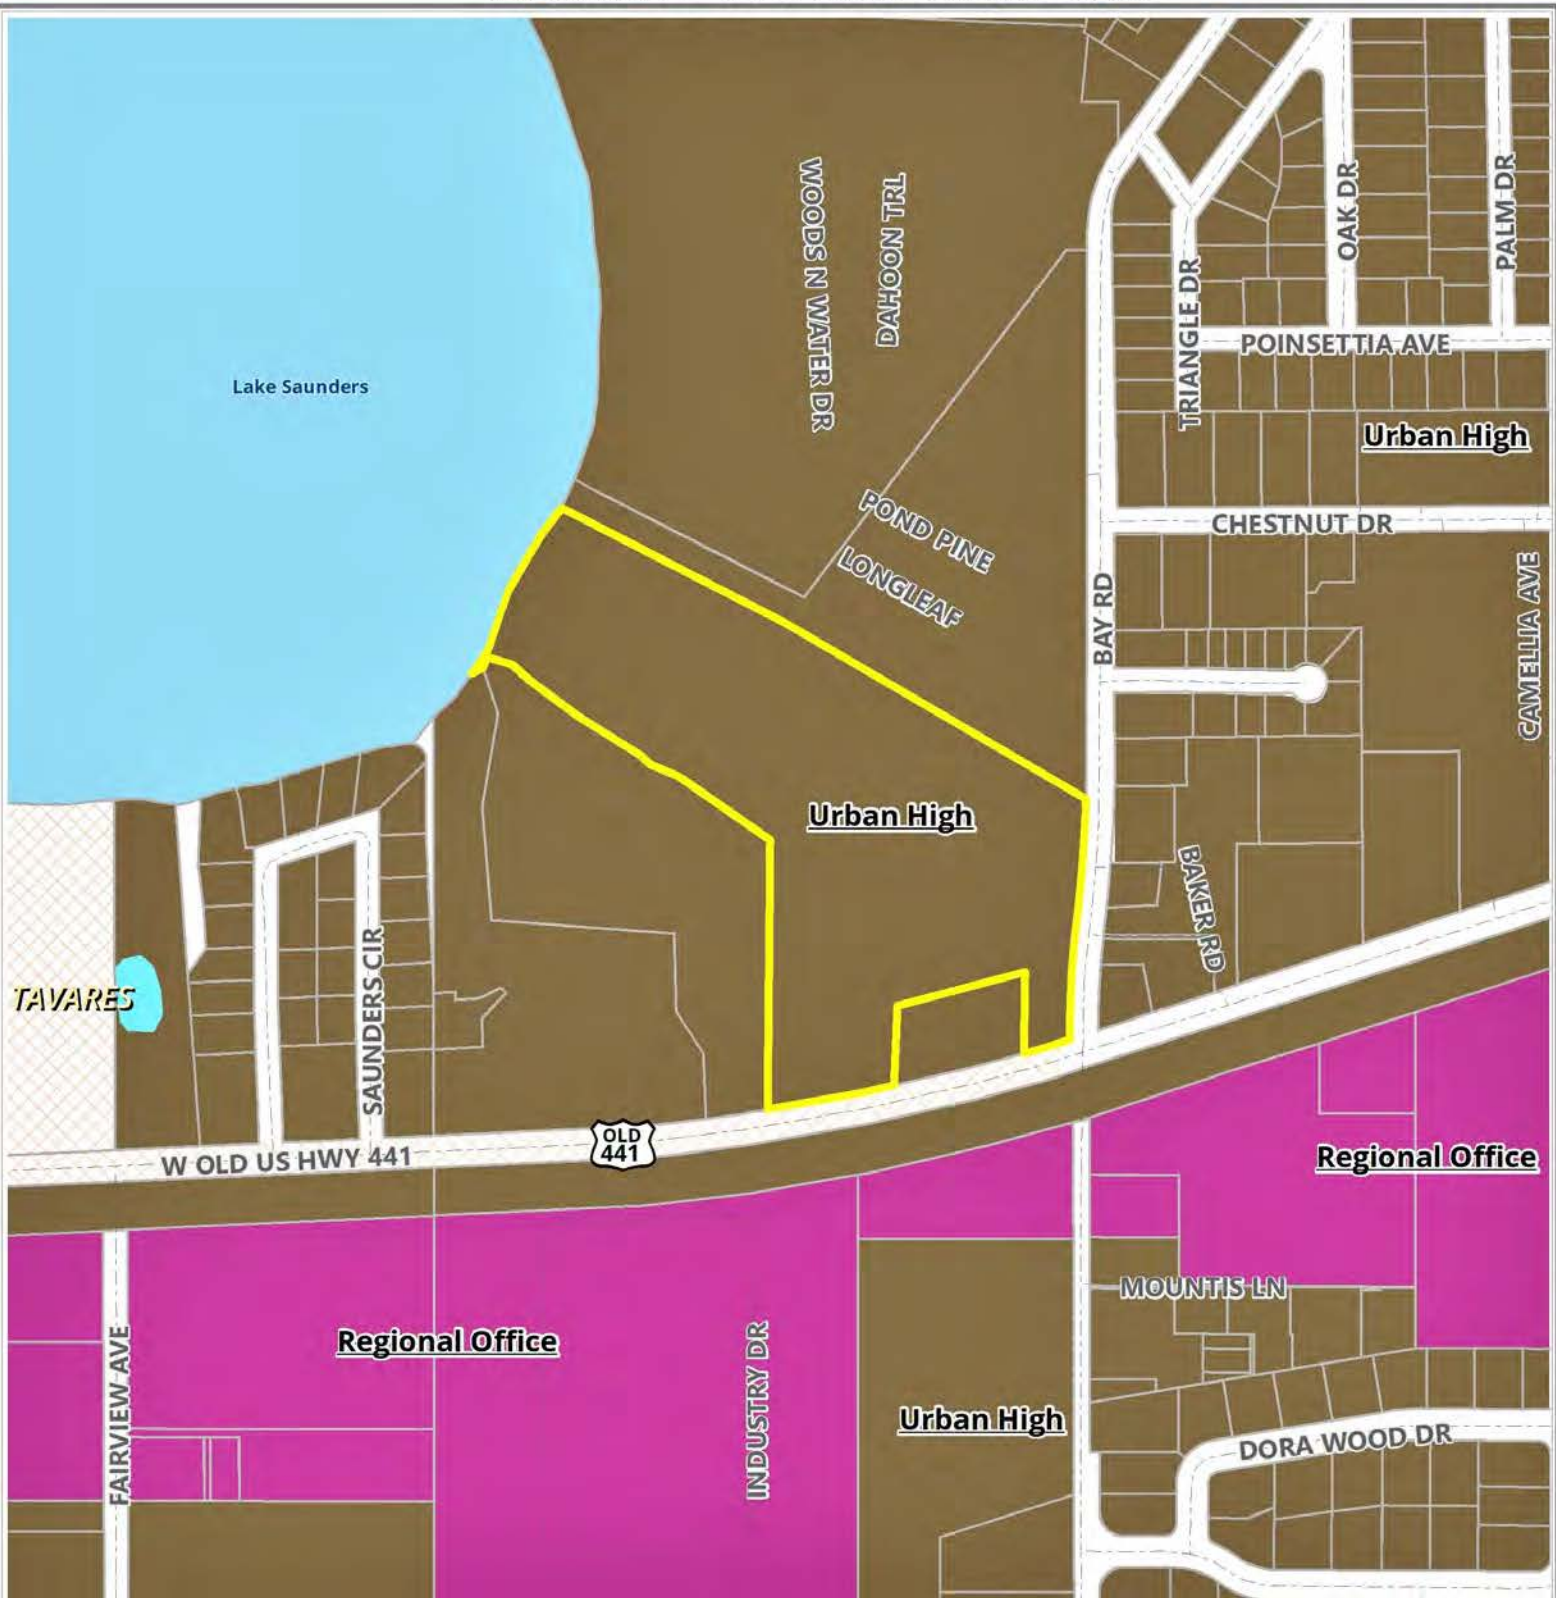 WOODS N WATER DR
DAHOON TRL
OAK DR
PALM DR
TRIANGLE DR
POINSETTIA AVE
Lake Saunders
Urban High
POND PINE
LONGLEAF
CHESTNUT DR
BAY RD
CAMELLIA AVE
Urban High
BAKER RD
TAVARES
SAUNDERS CIR
W OLD US HWY 441
OLD
441
Regional Office
MOUNTIS LN
Regional Office
INDUSTRY DR
FAIRVIEW AVE
Urban High
DORA WOOD DR